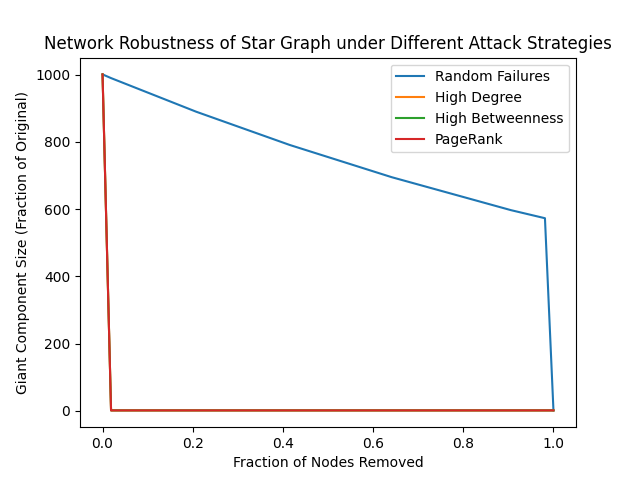 Network Robustness of Star Graph under Different Attack Strategies
Giant Component Size (Fraction of Original)
1000
800
600
400
200
0
Random Failures
High Degree
High Betweenness
PageRank
0.0 0.2 0.4 0.6 0.8 1.0
Fraction of Nodes Removed